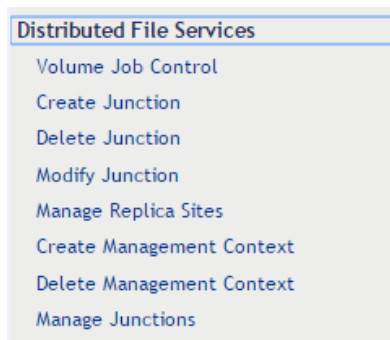 Distributed File Services
Volume Job Control
Create Junction
Delete Junction
Modify Junction
Manage Replica Sites
Create Management Context
Delete Management Context
Manage Junctions